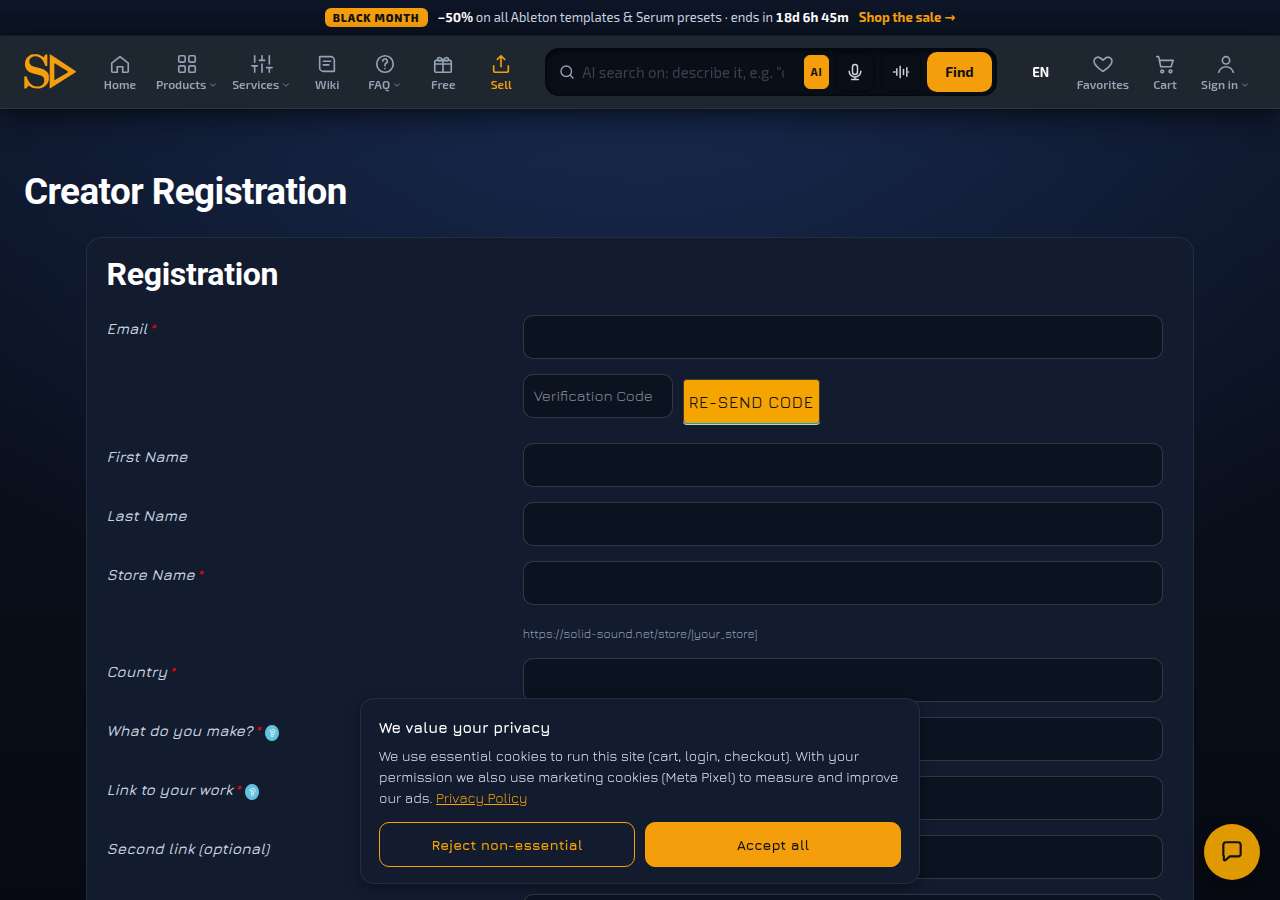 BLACK MONTH −50% on all Ableton templates & Serum presets · ends in 18d 6h 45m Shop the sale →
Home
Products
Services
Wiki
FAQ
Free
Sell
AI search on: describe it, e.g.
AI
Find
EN
Favorites
Cart
Sign in
Creator Registration
Registration
Email *
Verification Code
RE-SEND CODE
First Name
Last Name
Store Name *
https://solid-sound.net/store/[your_store]
Country *
What do you make? *
Link to your work *
Second link (optional)
We value your privacy
We use essential cookies to run this site (cart, login, checkout). With your
permission we also use marketing cookies (Meta Pixel) to measure and improve
our ads. Privacy Policy
Reject non-essential
Accept all